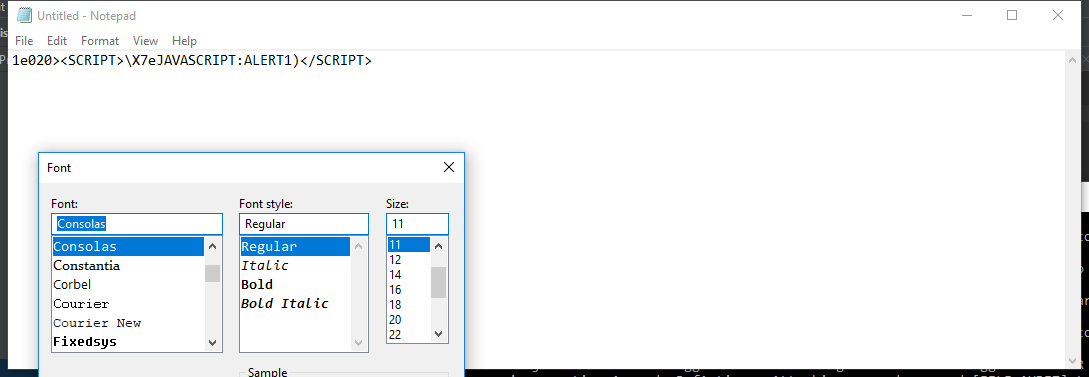 Untitled - Notepad
File Edit Format View Help
1e020><SCRIPT>\X7eJAVASCRIPT:ALERT1)</SCRIPT>
Font
Font: Font style: Size:
Consolas Regular 11
Consolas Regular 11
Constantia Italic 12
Corbel Bold 14
Courier Bold Italic 16
Courier New 18
Fixedsys 20
22
Sample